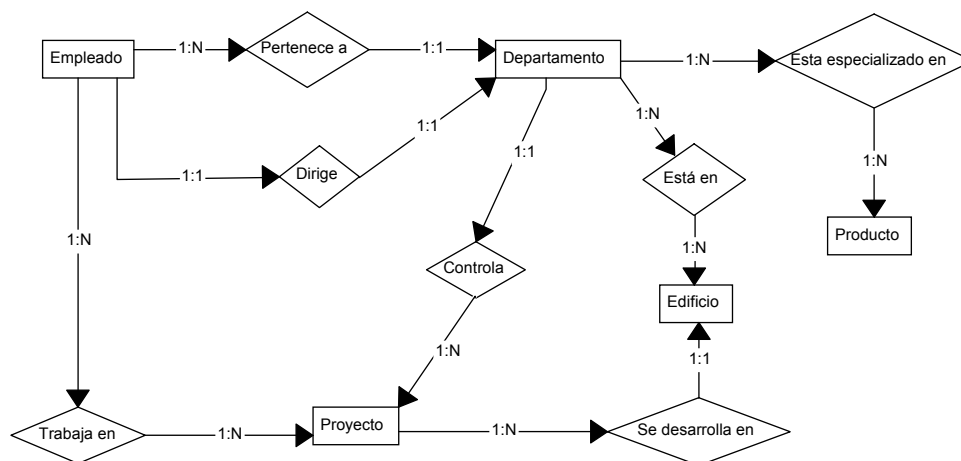 Empleado
1:N
Pertenece a
1:1
Departamento
1:N
Esta especializado en
1:1
1:N
1:1
Dirige
1:1
Está en
1:N
Producto
1:N
1:N
Controla
Edificio
1:N
1:1
Trabaja en
1:N
Proyecto
1:N
Se desarrolla en